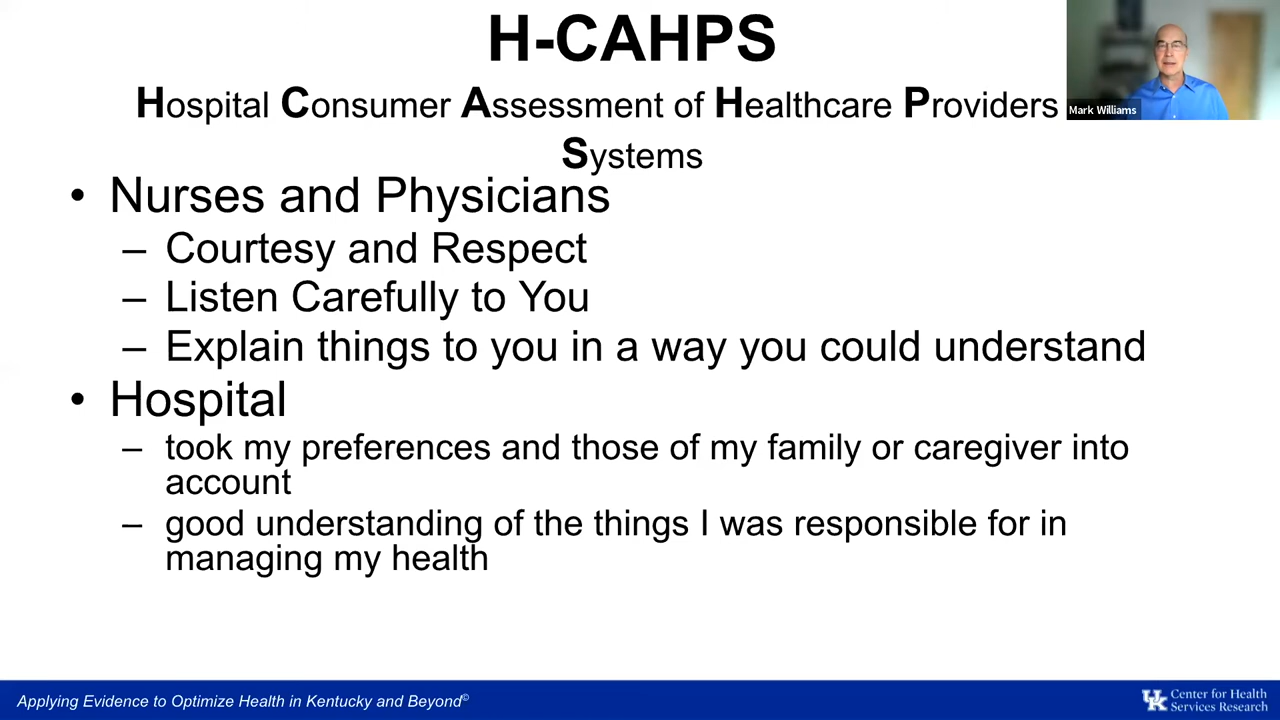 H-CAHPS
Hospital Consumer Assessment of Healthcare Providers
Systems
Mark Williams
• Nurses and Physicians
– Courtesy and Respect
– Listen Carefully to You
– Explain things to you in a way you could understand
• Hospital
– took my preferences and those of my family or caregiver into
account
– good understanding of the things I was responsible for in
managing my health
Applying Evidence to Optimize Health in Kentucky and Beyond©
UK Center for Health
Services Research